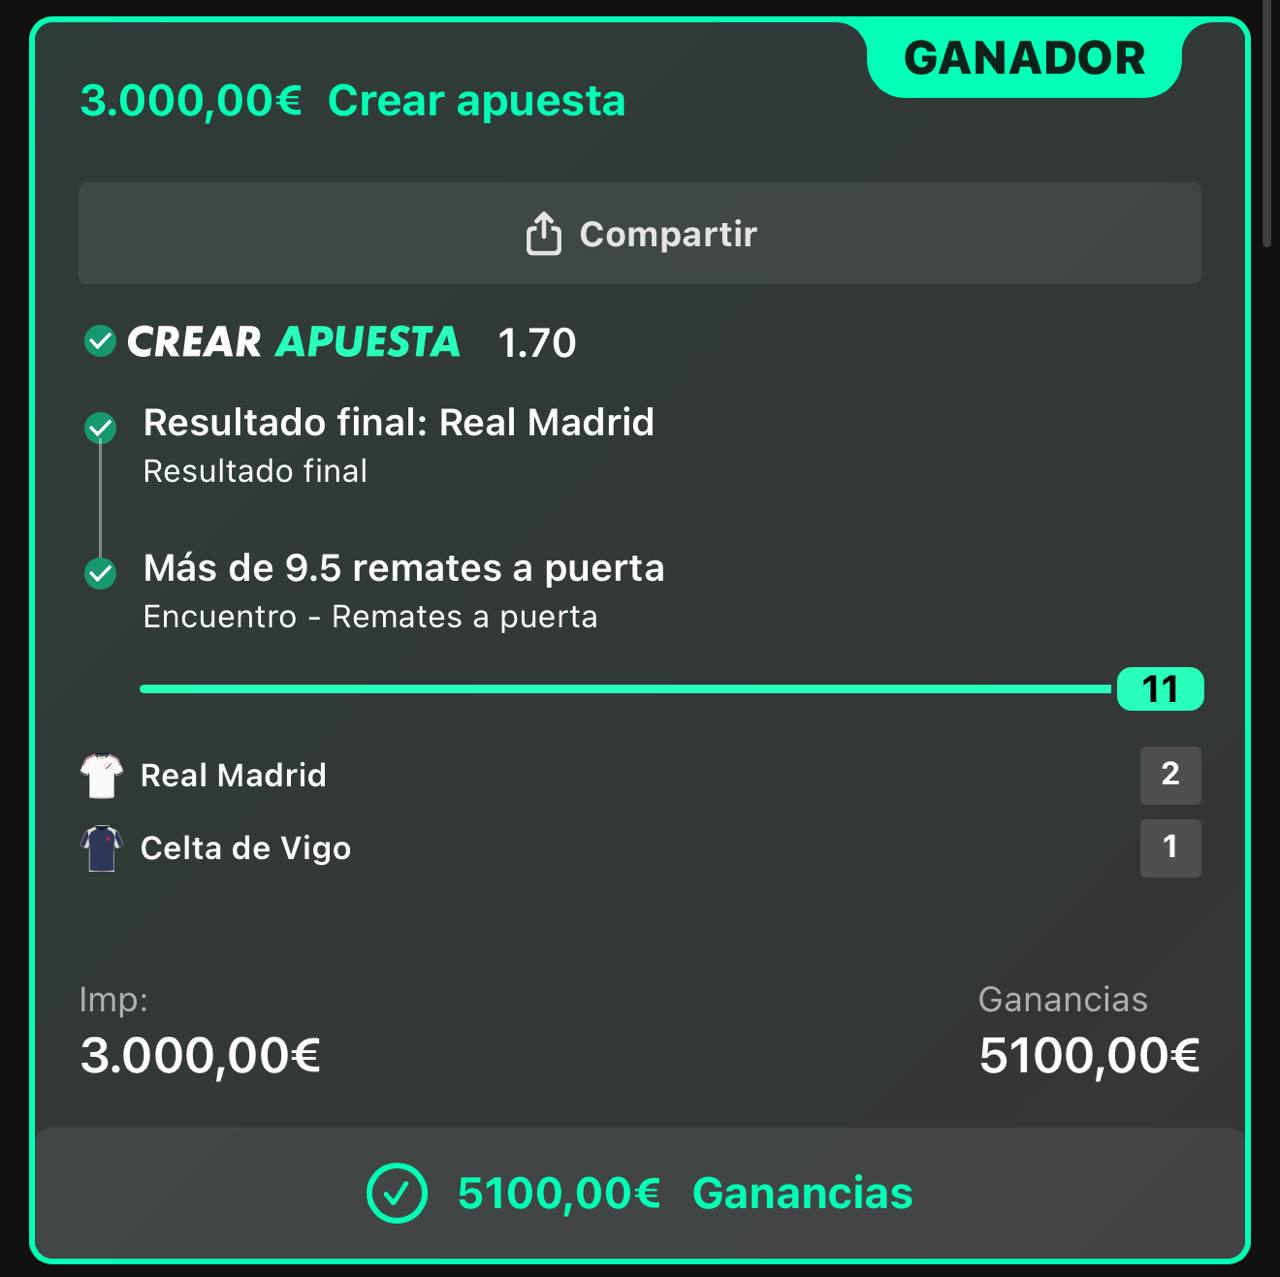 GANADOR
3.000,00€ Crear apuesta
Compartir
CREAR APUESTA 1.70
Resultado final: Real Madrid
Resultado final
Más de 9.5 remates a puerta
Encuentro - Remates a puerta
11
Real Madrid 2
Celta de Vigo 1
Imp: Ganancias
3.000,00€ 5100,00€
5100,00€ Ganancias